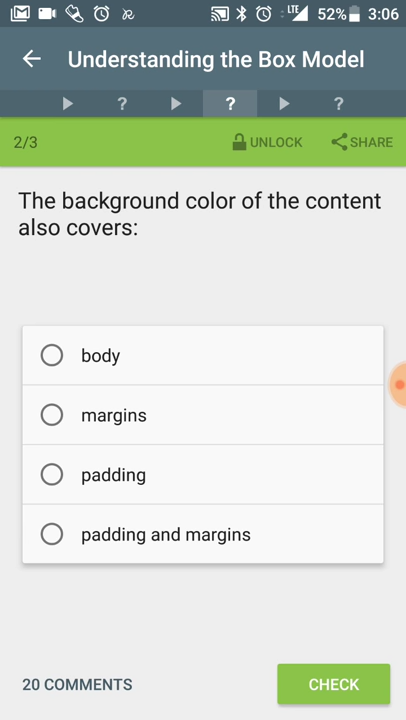 LTE 52% 3:06
Understanding the Box Model
? ? ?
2/3 UNLOCK SHARE
The background color of the content
also covers:
body
margins
padding
padding and margins
20 COMMENTS CHECK